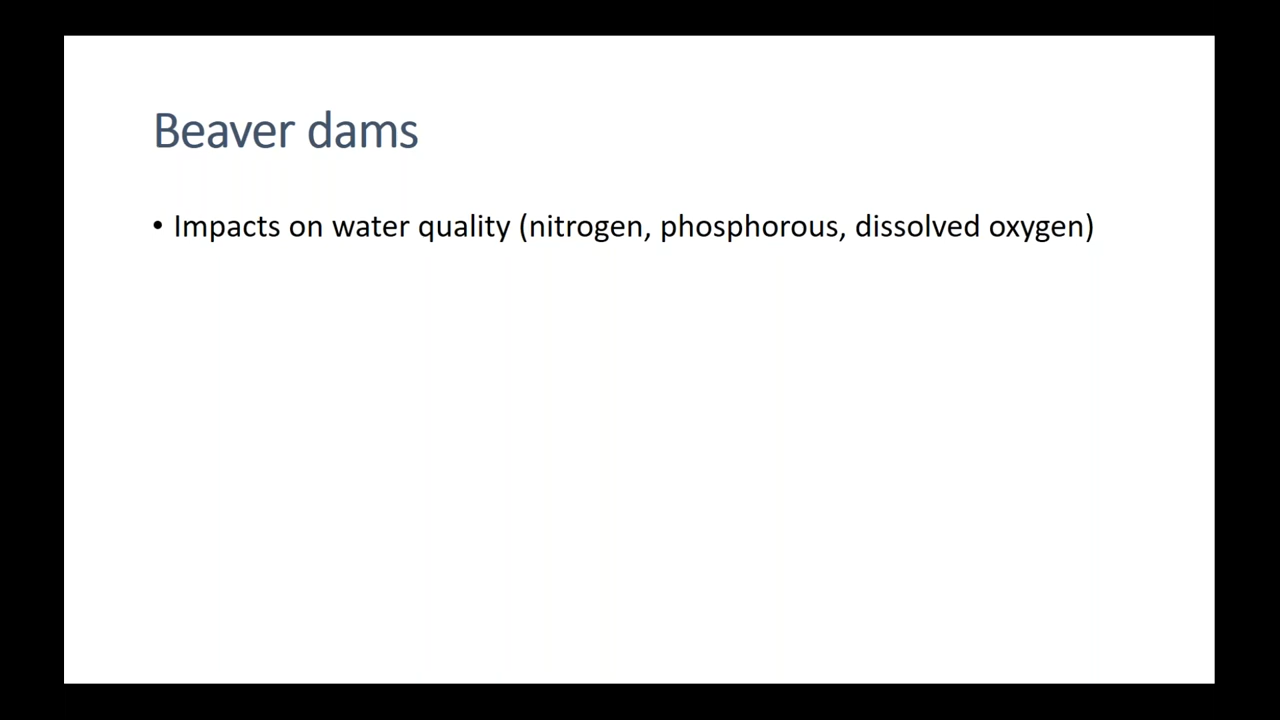 Beaver dams
• Impacts on water quality (nitrogen, phosphorous, dissolved oxygen)